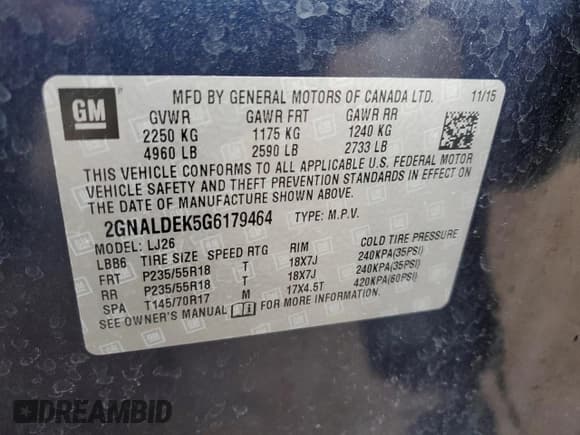 GM
MFD BY GENERAL MOTORS OF CANADA LTD. 11/15
GVWR GAWR FRT GAWR RR
2250 KG 1175 KG 1240 KG
4960 LB 2590 LB 2733 LB
THIS VEHICLE CONFORMS TO ALL APPLICABLE U.S. FEDERAL MOTOR
VEHICLE SAFETY AND THEFT PREVENTION STANDARDS IN EFFECT ON
THE DATE OF MANUFACTURE SHOWN ABOVE.
2GNALDEK5G6179464 TYPE: M.P.V.
MODEL: LJ26
LBB6 TIRE SIZE SPEED RTG RIM COLD TIRE PRESSURE
FRT P235/55R18 T 18X7J 240KPA(35PSI)
RR P235/55R18 T 18X7J 240KPA(35PSI)
SPA T145/70R17 M 17X4.5T 420KPA(60PSI)
SEE OWNER'S MANUAL FOR MORE INFORMATION.
DREAMBID